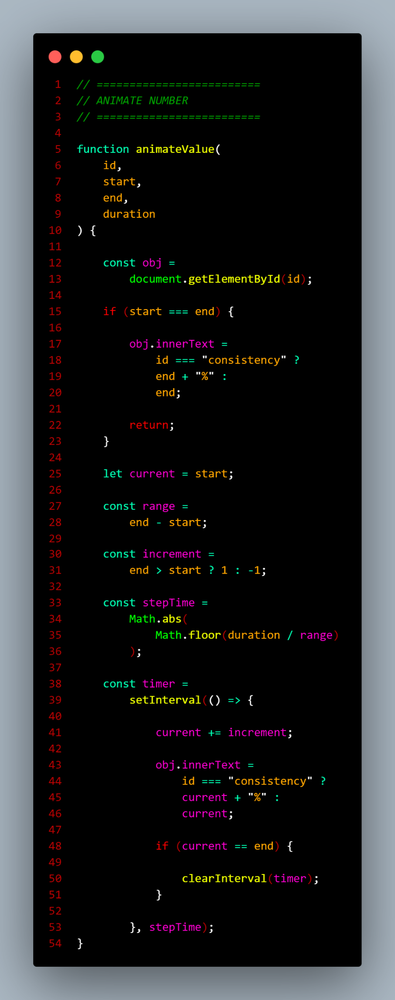 1 // =========================
2 // ANIMATE NUMBER
3 // =========================
4
5 function animateValue(
6     id,
7     start,
8     end,
9     duration
10 ) {
11
12     const obj =
13         document.getElementById(id);
14
15     if (start === end) {
16
17         obj.innerText =
18             id === "consistency" ?
19             end + "%" :
20             end;
21
22         return;
23     }
24
25     let current = start;
26
27     const range =
28         end - start;
29
30     const increment =
31         end > start ? 1 : -1;
32
33     const stepTime =
34         Math.abs(
35             Math.floor(duration / range)
36         );
37
38     const timer =
39         setInterval(() => {
40
41             current += increment;
42
43             obj.innerText =
44                 id === "consistency" ?
45                 current + "%" :
46                 current;
47
48             if (current == end) {
49
50                 clearInterval(timer);
51             }
52
53         }, stepTime);
54 }